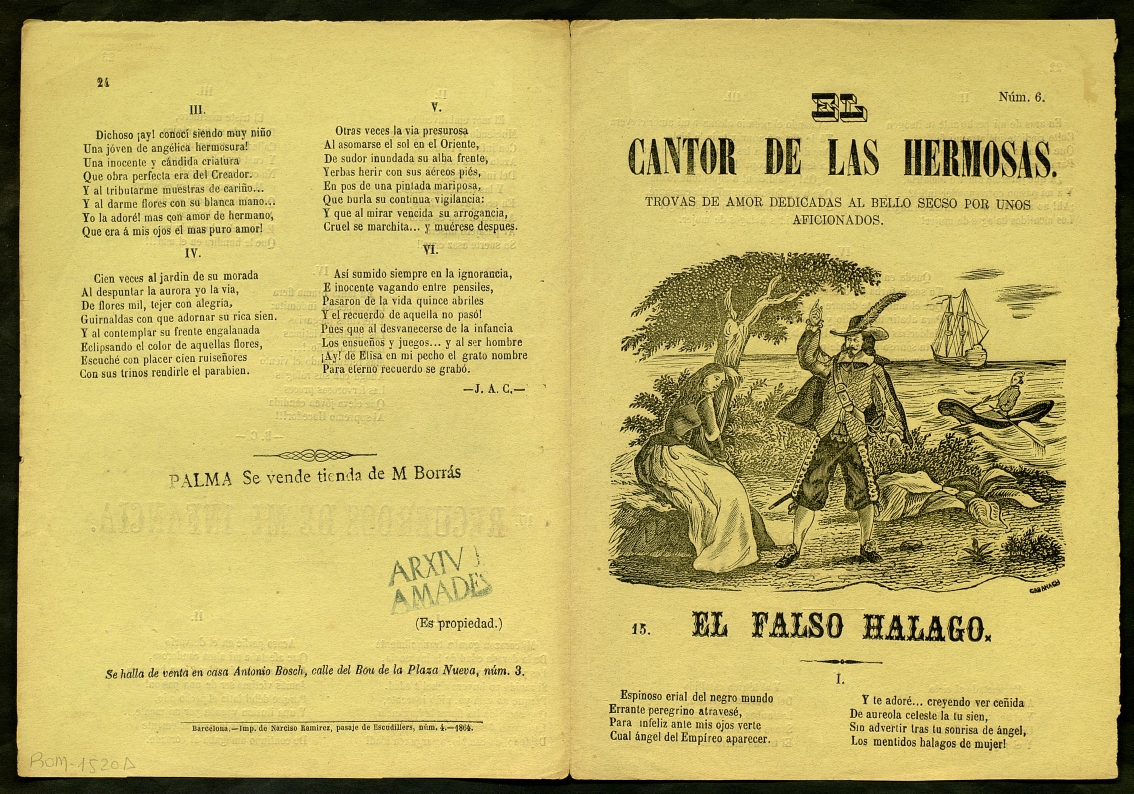 24
III.
Dichoso ¡ay! conocí siendo muy niño
Una jóven de angélica hermosura!
Una inocente y cándida criatura
Que obra perfecta era del Creador.
Y al tributarme muestras de cariño...
Y al darme flores con su blanca mano...
Yo la adoré! mas con amor de hermano;
Que era á mis ojos el mas puro amor!
IV.
Cien veces al jardin de su morada
Al despuntar la aurora yo la via,
De flores mil, tejer con alegria,
Guirnaldas con que adornar su rica sien.
Y al contemplar su frente engalanada
Eclipsando el color de aquellas flores,
Escuché con placer cien ruiseñores
Con sus trinos rendirle el parabien.
V.
Otras veces la via presurosa
Al asomarse el sol en el Oriente,
De sudor inundada su alba frente,
Yerbas herir con sus aéreos piés,
En pos de una pintada mariposa,
Que burla su continua vigilancia:
Y que al mirar vencida su arrogancia,
Cruel se marchita... y muérese despues.
VI.
Así sumido siempre en la ignorancia,
E inocente vagando entre pensiles,
Pasaron de la vida quince abriles
Y el recuerdo de aquella no pasó!
Pues que al desvanecerse de la infancia
Los ensueños y juegos... y al ser hombre
¡Ay! de Elisa en mi pecho el grato nombre
Para eterno recuerdo se grabó.
—J. A. C.—
PALMA Se vende tienda de M Borrás
ARXIV
AMADES
(Es propiedad.)
Se halla de venta en casa Antonio Bosch, calle del Bou de la Plaza Nueva, núm. 3.
Barcelona.—Imp. de Narciso Ramirez, pasaje de Escudillers, núm. 4.—1864.
ROM-1520A
Núm. 6.
EL
CANTOR DE LAS HERMOSAS.
TROVAS DE AMOR DEDICADAS AL BELLO SECSO POR UNOS
AFICIONADOS.
CABANACH
15. EL FALSO HALAGO.
I.
Espinoso erial del negro mundo
Errante peregrino atravesé,
Para infeliz ante mis ojos verte
Cual ángel del Empíreo aparecer.
Y te adoré... creyendo ver ceñida
De aureola celeste la tu sien,
Sin advertir tras tu sonrisa de ángel,
Los mentidos halagos de mujer!